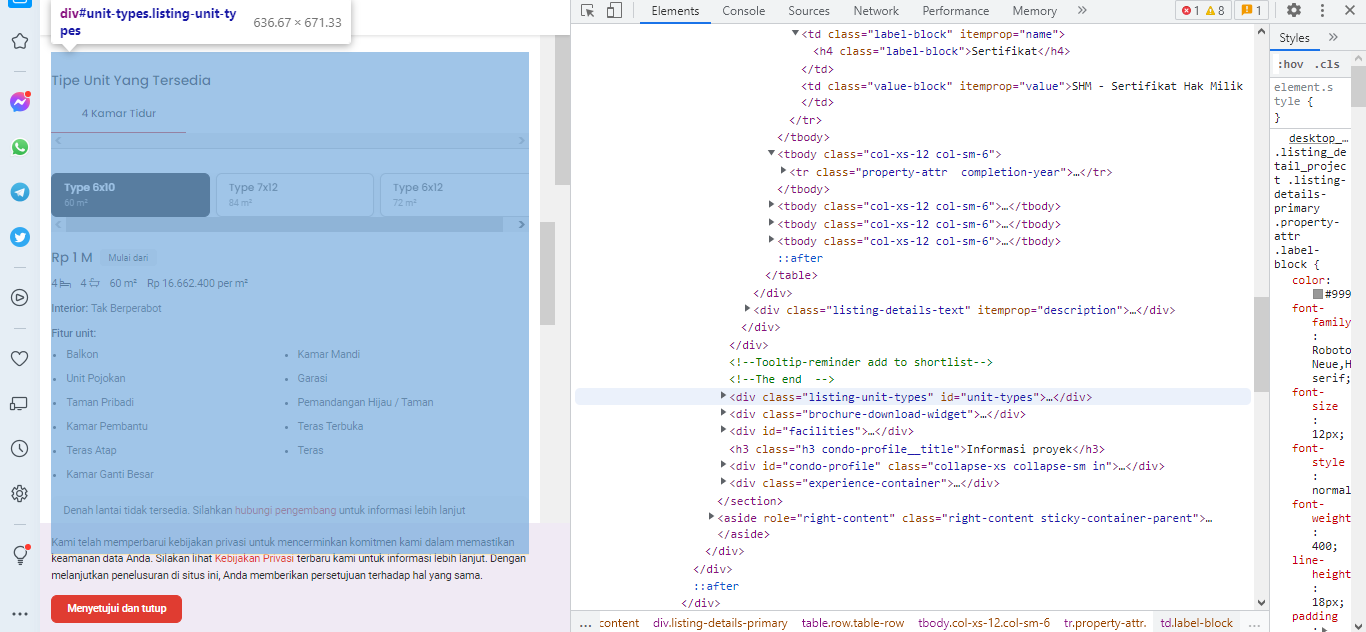 div#unit-types.listing-unit-ty
pes
636.67 × 671.33
Tipe Unit Yang Tersedia
4 Kamar Tidur
Type 6x10
60 m²
Type 7x12
84 m²
Type 6x12
72 m²
Rp 1 M Mulai dari
4 4 60 m² Rp 16.662.400 per m²
Interior: Tak Berperabot
Fitur unit:
Balkon
Kamar Mandi
Unit Pojokan
Garasi
Taman Pribadi
Pemandangan Hijau / Taman
Kamar Pembantu
Teras Terbuka
Teras Atap
Teras
Kamar Ganti Besar
Denah lantai tidak tersedia. Silahkan hubungi pengembang untuk informasi lebih lanjut
Kami telah memperbarui kebijakan privasi untuk mencerminkan komitmen kami dalam memastikan
keamanan data Anda. Silakan lihat Kebijakan Privasi terbaru kami untuk informasi lebih lanjut. Dengan
melanjutkan penelusuran di situs ini, Anda memberikan persetujuan terhadap hal yang sama.
Menyetujui dan tutup
Elements Console Sources Network Performance Memory » 1 8 1
<td class="label-block" itemprop="name">
<h4 class="label-block">Sertifikat</h4>
</td>
<td class="value-block" itemprop="value">SHM - Sertifikat Hak Milik
</td>
</tr>
</tbody>
<tbody class="col-xs-12 col-sm-6">
<tr class="property-attr  completion-year">…</tr>
</tbody>
<tbody class="col-xs-12 col-sm-6">…</tbody>
<tbody class="col-xs-12 col-sm-6">…</tbody>
<tbody class="col-xs-12 col-sm-6">…</tbody>
::after
</table>
</div>
<div class="listing-details-text" itemprop="description">…</div>
</div>
</div>
<!--Tooltip-reminder add to shortlist-->
<!--The end  -->
<div class="listing-unit-types" id="unit-types">…</div>
<div class="brochure-download-widget">…</div>
<div id="facilities">…</div>
<h3 class="h3 condo-profile__title">Informasi proyek</h3>
<div id="condo-profile" class="collapse-xs collapse-sm in">…</div>
<div class="experience-container">…</div>
</section>
<aside role="right-content" class="right-content sticky-container-parent">…
</aside>
</div>
</div>
::after
</div>
... content div.listing-details-primary table.row.table-row tbody.col-xs-12.col-sm-6 tr.property-attr. td.label-block ...
Styles »
:hov .cls
element.s
tyle {
}
desktop_…
.listing_de
tail_projec
t .listing-
details-
primary
.property-
attr
.label-
block {
color:
#999
font-
family
:
Roboto
Neue,H
serif;
font-
size
:
12px;
font-
style
:
normal
font-
weight
:
400;
line-
height
:
18px;
padding
: